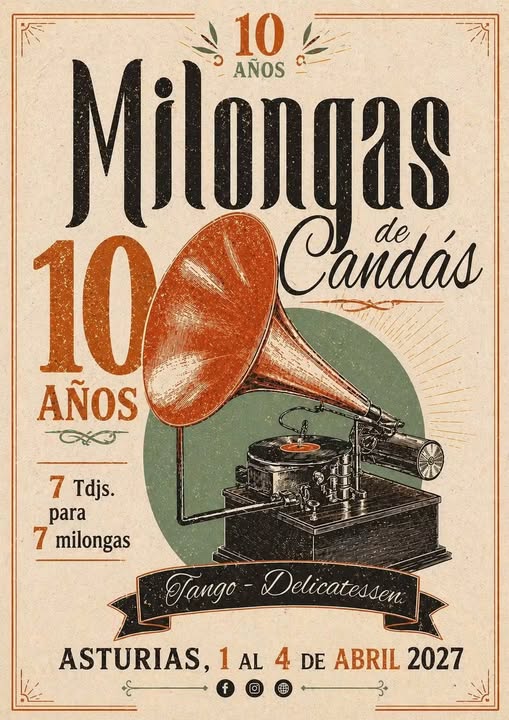 10
AÑOS
Milongas
de
Candás
10
AÑOS
7 Tdjs.
para
7 milongas
Tango - Delicatessen.
ASTURIAS, 1 AL 4 DE ABRIL 2027